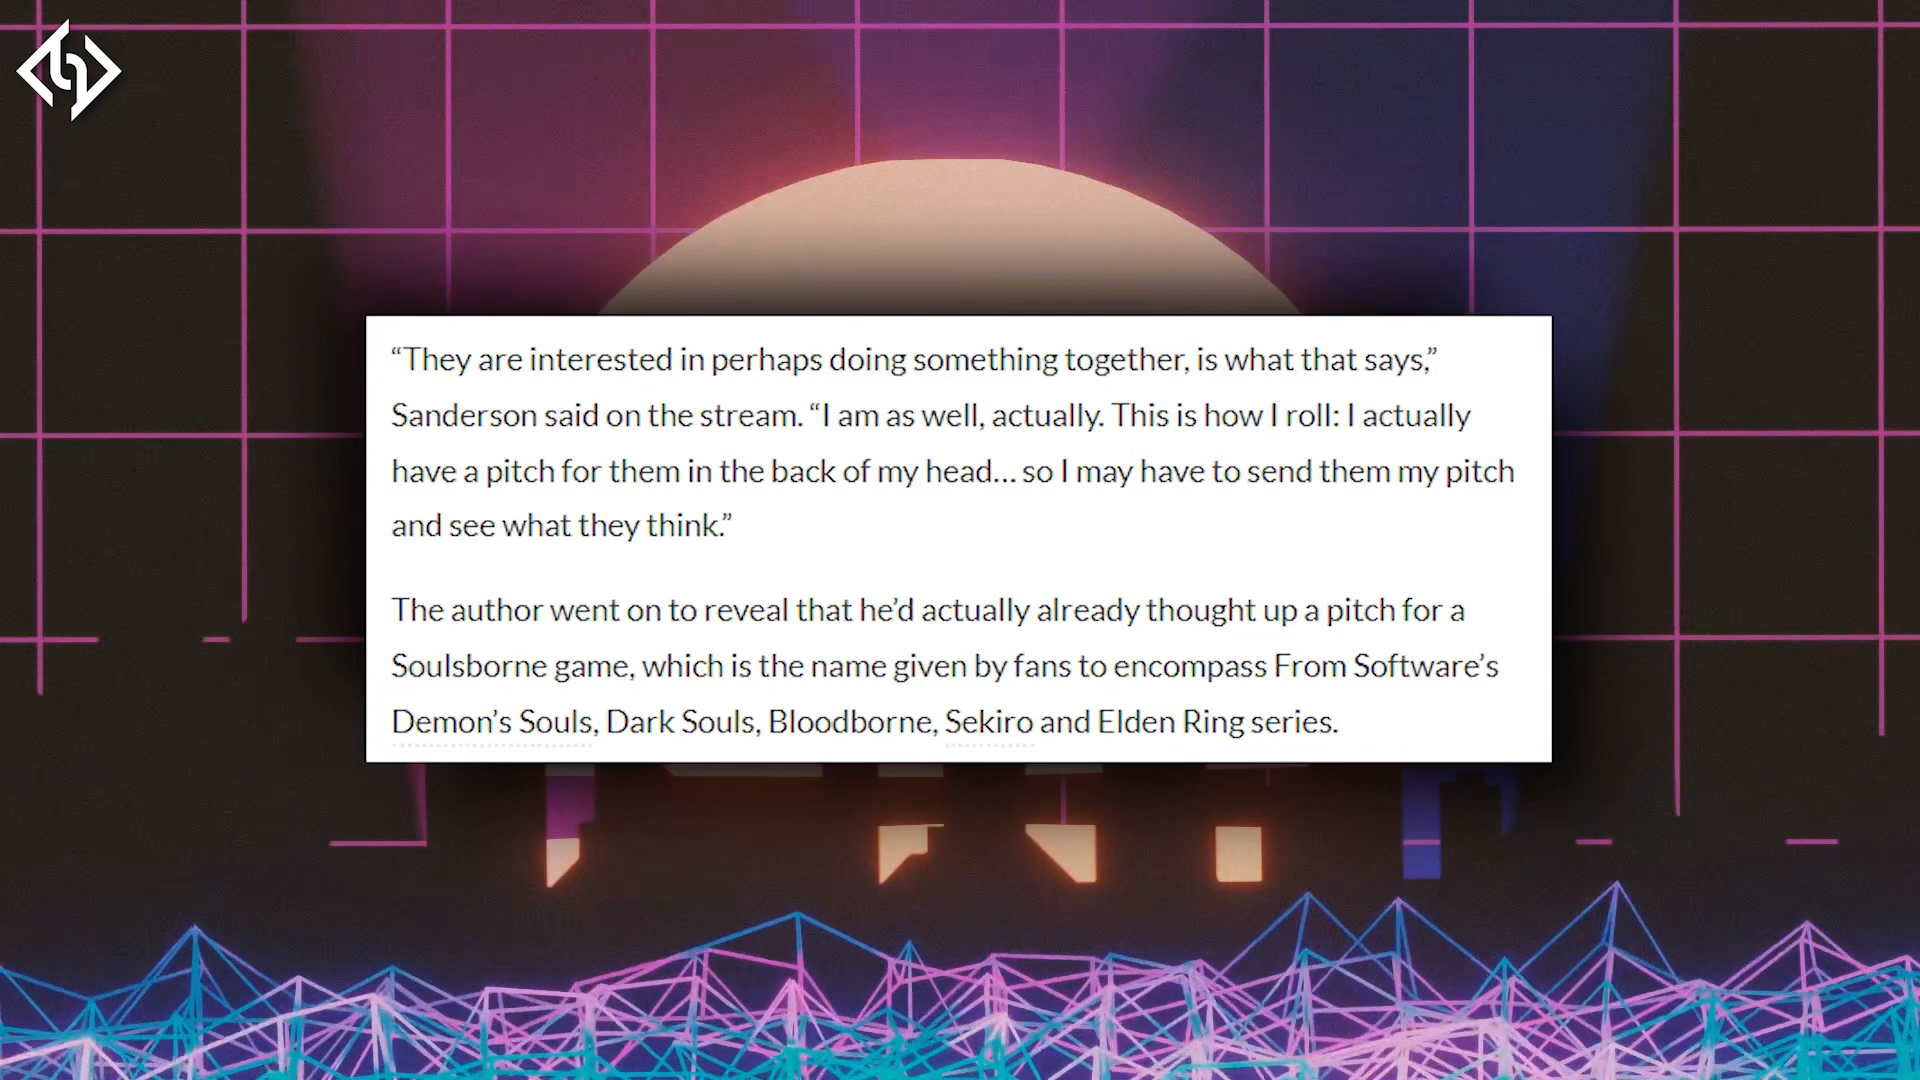 “They are interested in perhaps doing something together, is what that says,”
Sanderson said on the stream. “I am as well, actually. This is how I roll: I actually
have a pitch for them in the back of my head… so I may have to send them my pitch
and see what they think.”
The author went on to reveal that he’d actually already thought up a pitch for a
Soulsborne game, which is the name given by fans to encompass From Software’s
Demon’s Souls, Dark Souls, Bloodborne, Sekiro and Elden Ring series.